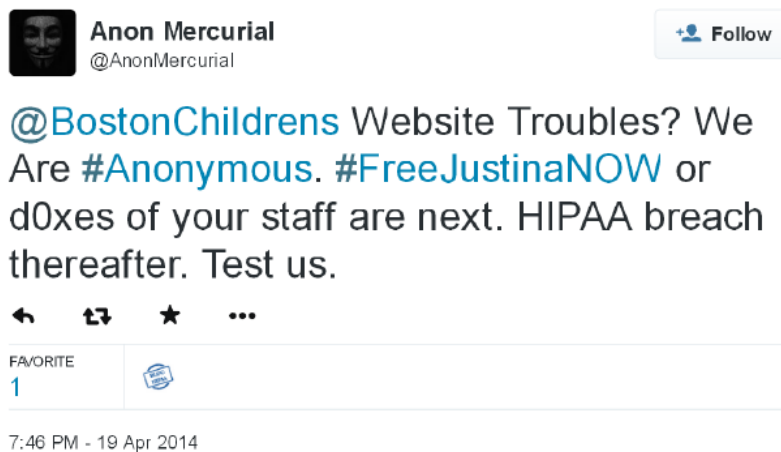 Anon Mercurial
@AnonMercurial
Follow
@BostonChildrens Website Troubles? We
Are #Anonymous. #FreeJustinaNOW or
d0xes of your staff are next. HIPAA breach
thereafter. Test us.
FAVORITE
1
7:46 PM - 19 Apr 2014